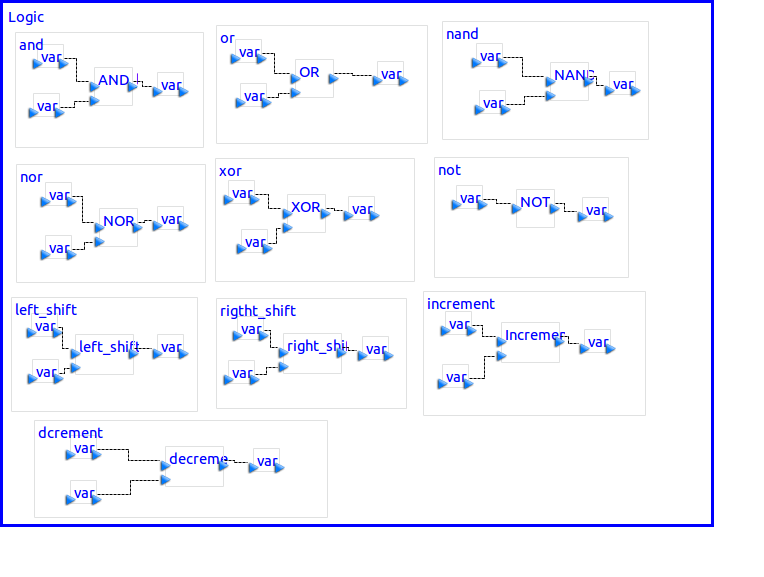 Logic
and
var
AND
var
var
or
var
OR
var
var
nand
var
NAND
var
var
nor
var
NOR
var
var
xor
var
XOR
var
var
not
var
NOT
var
left_shift
var
left_shift
var
var
rigtht_shift
var
right_shi
var
var
increment
var
Incremer
var
var
dcrement
var
decreme
var
var